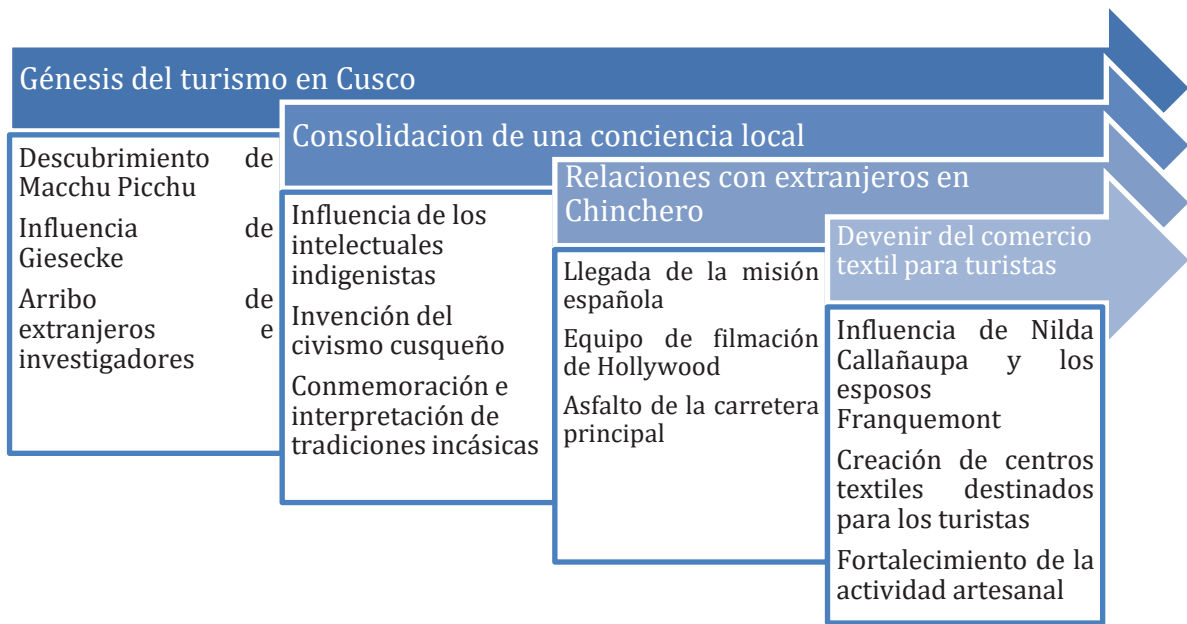 Génesis del turismo en Cusco
Descubrimiento de
Macchu Picchu
Influencia de
Giesecke
Arribo de
extranjeros e
investigadores
Consolidacion de una conciencia local
Influencia de los
intelectuales
indigenistas
Invención del
civismo cusqueño
Conmemoración e
interpretación de
tradiciones incásicas
Relaciones con extranjeros en
Chinchero
Llegada de la misión
española
Equipo de filmación
de Hollywood
Asfalto de la carretera
principal
Devenir del comercio
textil para turistas
Influencia de Nilda
Callañaupa y los
esposos
Franquemont
Creación de centros
textiles destinados
para los turistas
Fortalecimiento de la
actividad artesanal